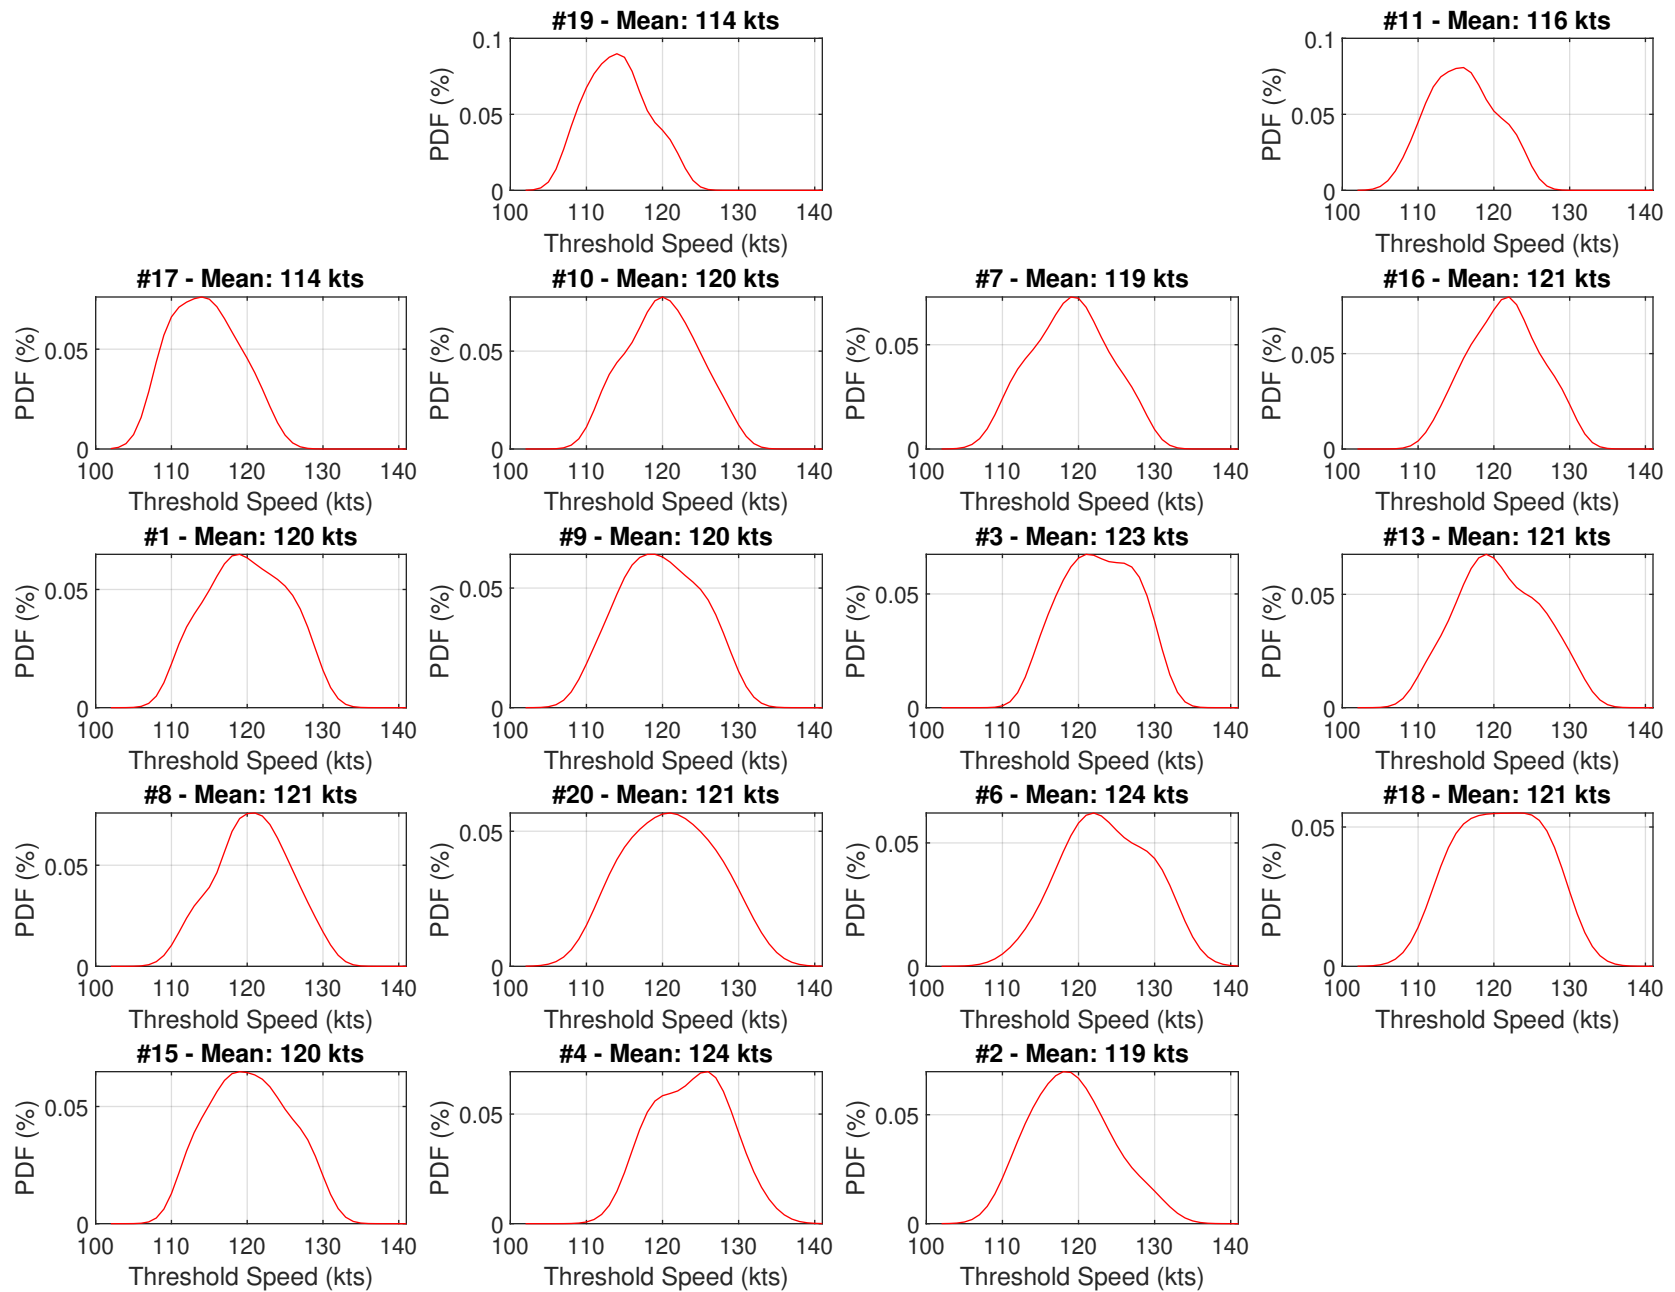 #19 - Mean: 114 kts
0.1
0.05
0
PDF (%)
100 110 120 130 140
Threshold Speed (kts)
#11 - Mean: 116 kts
0.1
0.05
0
PDF (%)
100 110 120 130 140
Threshold Speed (kts)
#17 - Mean: 114 kts
0.05
0
PDF (%)
100 110 120 130 140
Threshold Speed (kts)
#10 - Mean: 120 kts
0.05
0
PDF (%)
100 110 120 130 140
Threshold Speed (kts)
#7 - Mean: 119 kts
0.05
0
PDF (%)
100 110 120 130 140
Threshold Speed (kts)
#16 - Mean: 121 kts
0.05
0
PDF (%)
100 110 120 130 140
Threshold Speed (kts)
#1 - Mean: 120 kts
0.05
0
PDF (%)
100 110 120 130 140
Threshold Speed (kts)
#9 - Mean: 120 kts
0.05
0
PDF (%)
100 110 120 130 140
Threshold Speed (kts)
#3 - Mean: 123 kts
0.05
0
PDF (%)
100 110 120 130 140
Threshold Speed (kts)
#13 - Mean: 121 kts
0.05
0
PDF (%)
100 110 120 130 140
Threshold Speed (kts)
#8 - Mean: 121 kts
0.05
0
PDF (%)
100 110 120 130 140
Threshold Speed (kts)
#20 - Mean: 121 kts
0.05
0
PDF (%)
100 110 120 130 140
Threshold Speed (kts)
#6 - Mean: 124 kts
0.05
0
PDF (%)
100 110 120 130 140
Threshold Speed (kts)
#18 - Mean: 121 kts
0.05
0
PDF (%)
100 110 120 130 140
Threshold Speed (kts)
#15 - Mean: 120 kts
0.05
0
PDF (%)
100 110 120 130 140
Threshold Speed (kts)
#4 - Mean: 124 kts
0.05
0
PDF (%)
100 110 120 130 140
Threshold Speed (kts)
#2 - Mean: 119 kts
0.05
0
PDF (%)
100 110 120 130 140
Threshold Speed (kts)